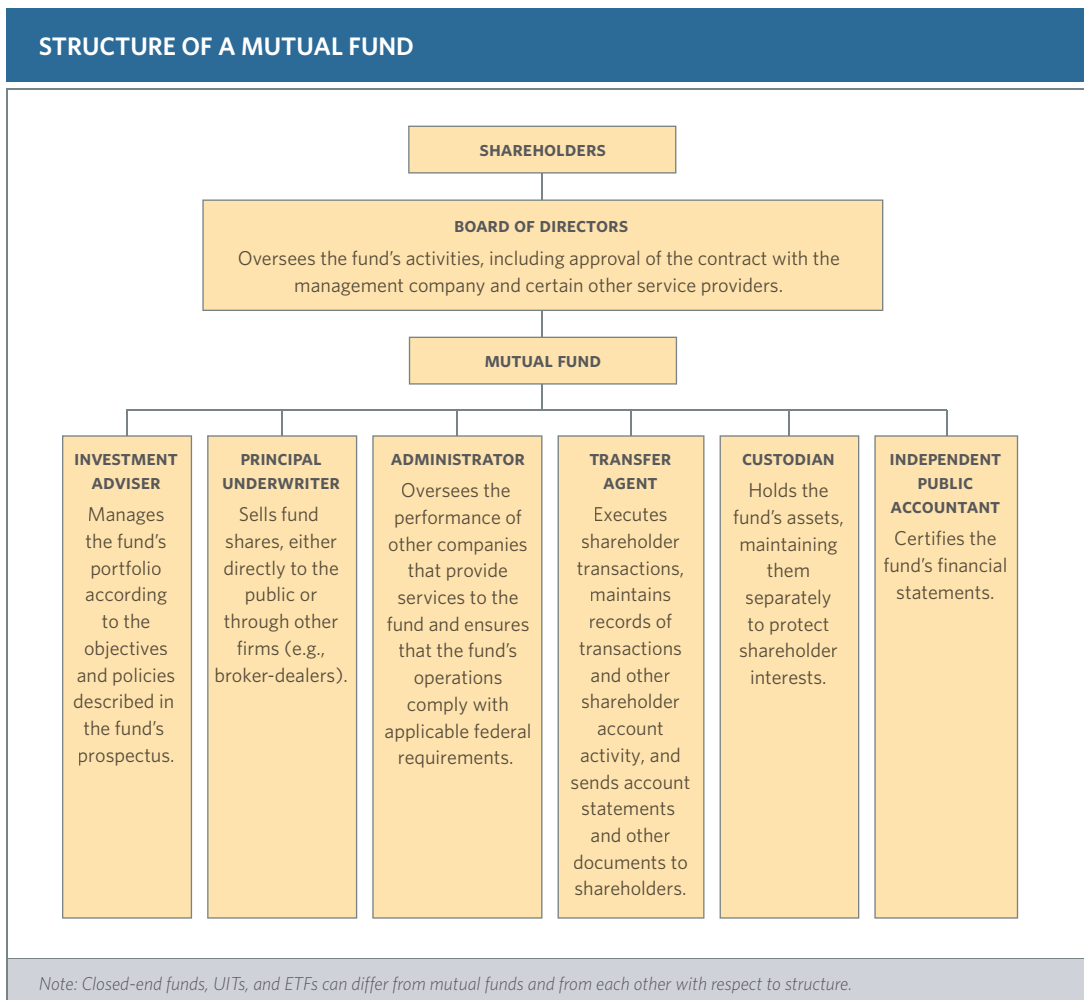 STRUCTURE OF A MUTUAL FUND
SHAREHOLDERS
BOARD OF DIRECTORS
Oversees the fund's activities, including approval of the contract with the
management company and certain other service providers.
MUTUAL FUND
INVESTMENT
ADVISER
Manages
the fund's
portfolio
according
to the
objectives
and policies
described in
the fund's
prospectus.
PRINCIPAL
UNDERWRITER
Sells fund
shares, either
directly to the
public or
through other
firms (e.g.,
broker-dealers).
ADMINISTRATOR
Oversees the
performance of
other companies
that provide
services to the
fund and ensures
that the fund's
operations
comply with
applicable federal
requirements.
TRANSFER
AGENT
Executes
shareholder
transactions,
maintains
records of
transactions
and other
shareholder
account
activity, and
sends account
statements
and other
documents to
shareholders.
CUSTODIAN
Holds the
fund's assets,
maintaining
them
separately
to protect
shareholder
interests.
INDEPENDENT
PUBLIC
ACCOUNTANT
Certifies the
fund's financial
statements.
Note: Closed-end funds, UITs, and ETFs can differ from mutual funds and from each other with respect to structure.